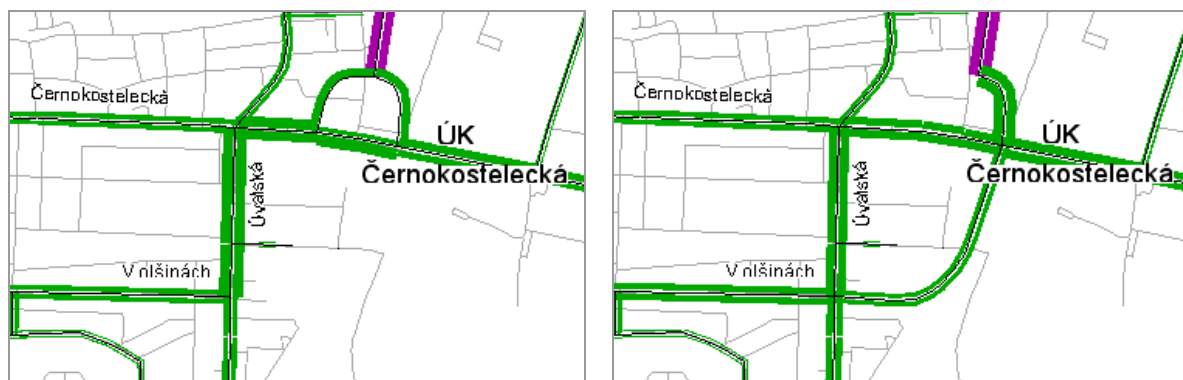 Černokostelecká
ÚK
Černokostelecká
Úvalská
V olšinách
Černokostelecká
ÚK
Černokostelecká
Úvalská
V olšinách